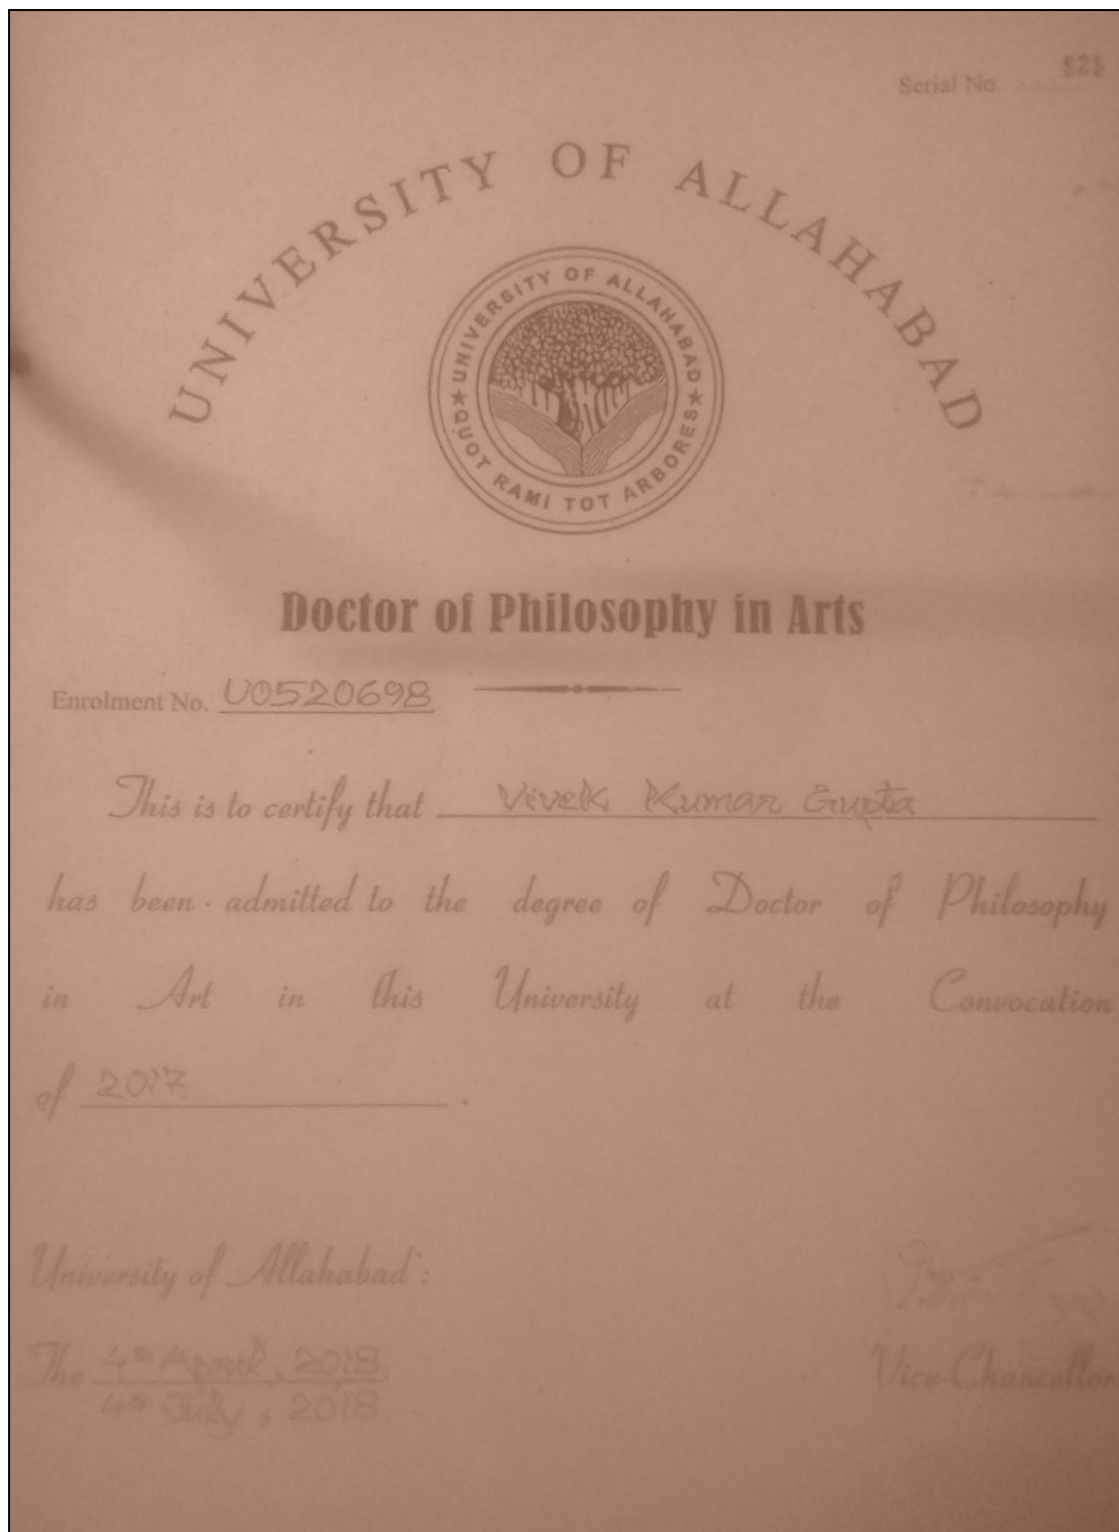 Serial No. 625
UNIVERSITY OF ALLAHABAD
UNIVERSITY OF ALLAHABAD
QUOT RAMI TOT ARBORES
Doctor of Philosophy in Arts
Enrolment No. U0520698
This is to certify that Vivek Kumar Gupta
has been admitted to the degree of Doctor of Philosophy
in Art in this University at the Convocation
of 2017.
University of Allahabad :
The 4th April, 2018
4th July, 2018
Vice-Chancellor